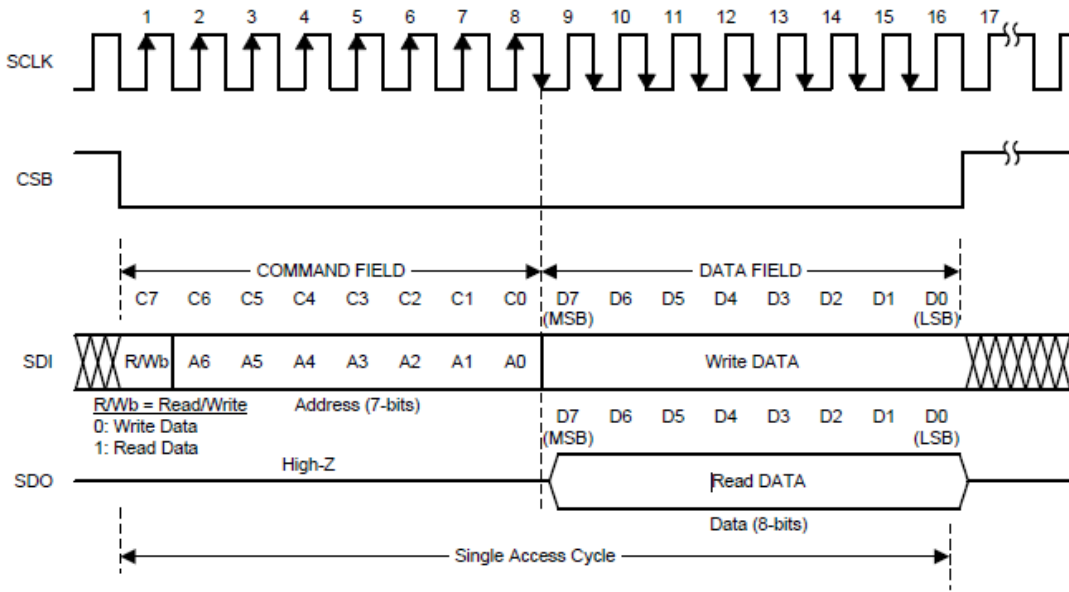 1 2 3 4 5 6 7 8 9 10 11 12 13 14 15 16 17
SCLK
CSB
COMMAND FIELD DATA FIELD
C7 C6 C5 C4 C3 C2 C1 C0 D7 D6 D5 D4 D3 D2 D1 D0
(MSB) (LSB)
SDI R/Wb A6 A5 A4 A3 A2 A1 A0 Write DATA
R/Wb = Read/Write Address (7-bits)
0: Write Data
1: Read Data
D7 D6 D5 D4 D3 D2 D1 D0
(MSB) (LSB)
High-Z
SDO Read DATA
Data (8-bits)
Single Access Cycle